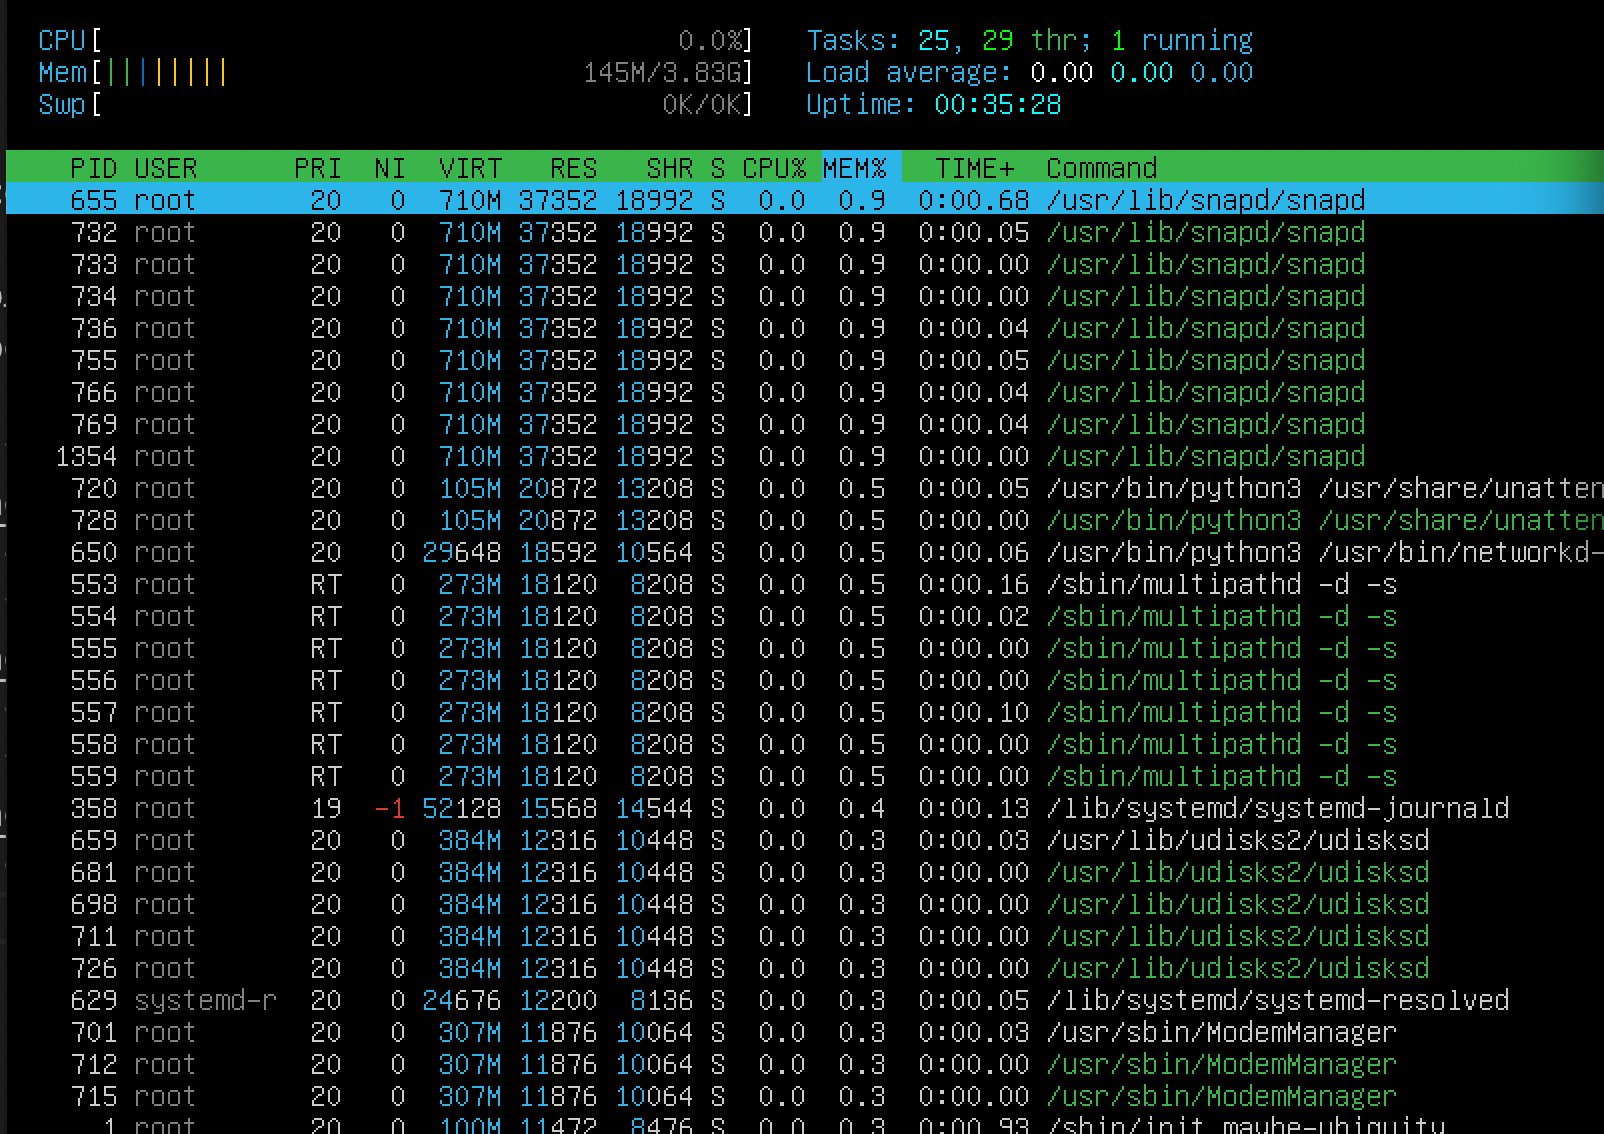 CPU[ 0.0%] Tasks: 25, 29 thr; 1 running
Mem[||||||||| 145M/3.83G] Load average: 0.00 0.00 0.00
Swp[ 0K/0K] Uptime: 00:35:28
PID USER PRI NI VIRT RES SHR S CPU% MEM% TIME+ Command
655 root 20 0 710M 37352 18992 S 0.0 0.9 0:00.68 /usr/lib/snapd/snapd
732 root 20 0 710M 37352 18992 S 0.0 0.9 0:00.05 /usr/lib/snapd/snapd
733 root 20 0 710M 37352 18992 S 0.0 0.9 0:00.00 /usr/lib/snapd/snapd
734 root 20 0 710M 37352 18992 S 0.0 0.9 0:00.00 /usr/lib/snapd/snapd
736 root 20 0 710M 37352 18992 S 0.0 0.9 0:00.04 /usr/lib/snapd/snapd
755 root 20 0 710M 37352 18992 S 0.0 0.9 0:00.05 /usr/lib/snapd/snapd
766 root 20 0 710M 37352 18992 S 0.0 0.9 0:00.04 /usr/lib/snapd/snapd
769 root 20 0 710M 37352 18992 S 0.0 0.9 0:00.04 /usr/lib/snapd/snapd
1354 root 20 0 710M 37352 18992 S 0.0 0.9 0:00.00 /usr/lib/snapd/snapd
720 root 20 0 105M 20872 13208 S 0.0 0.5 0:00.05 /usr/bin/python3 /usr/share/unatten
728 root 20 0 105M 20872 13208 S 0.0 0.5 0:00.00 /usr/bin/python3 /usr/share/unatten
650 root 20 0 29648 18592 10564 S 0.0 0.5 0:00.06 /usr/bin/python3 /usr/bin/networkd-
553 root RT 0 273M 18120 8208 S 0.0 0.5 0:00.16 /sbin/multipathd -d -s
554 root RT 0 273M 18120 8208 S 0.0 0.5 0:00.02 /sbin/multipathd -d -s
555 root RT 0 273M 18120 8208 S 0.0 0.5 0:00.00 /sbin/multipathd -d -s
556 root RT 0 273M 18120 8208 S 0.0 0.5 0:00.00 /sbin/multipathd -d -s
557 root RT 0 273M 18120 8208 S 0.0 0.5 0:00.10 /sbin/multipathd -d -s
558 root RT 0 273M 18120 8208 S 0.0 0.5 0:00.00 /sbin/multipathd -d -s
559 root RT 0 273M 18120 8208 S 0.0 0.5 0:00.00 /sbin/multipathd -d -s
358 root 19 -1 52128 15568 14544 S 0.0 0.4 0:00.13 /lib/systemd/systemd-journald
659 root 20 0 384M 12316 10448 S 0.0 0.3 0:00.03 /usr/lib/udisks2/udisksd
681 root 20 0 384M 12316 10448 S 0.0 0.3 0:00.00 /usr/lib/udisks2/udisksd
698 root 20 0 384M 12316 10448 S 0.0 0.3 0:00.00 /usr/lib/udisks2/udisksd
711 root 20 0 384M 12316 10448 S 0.0 0.3 0:00.00 /usr/lib/udisks2/udisksd
726 root 20 0 384M 12316 10448 S 0.0 0.3 0:00.00 /usr/lib/udisks2/udisksd
629 systemd-r 20 0 24676 12200 8136 S 0.0 0.3 0:00.05 /lib/systemd/systemd-resolved
701 root 20 0 307M 11876 10064 S 0.0 0.3 0:00.03 /usr/sbin/ModemManager
712 root 20 0 307M 11876 10064 S 0.0 0.3 0:00.00 /usr/sbin/ModemManager
715 root 20 0 307M 11876 10064 S 0.0 0.3 0:00.00 /usr/sbin/ModemManager
1 root 20 0 100M 11472 8476 S 0.0 0.3 0:00.93 /sbin/init maybe-ubiquity